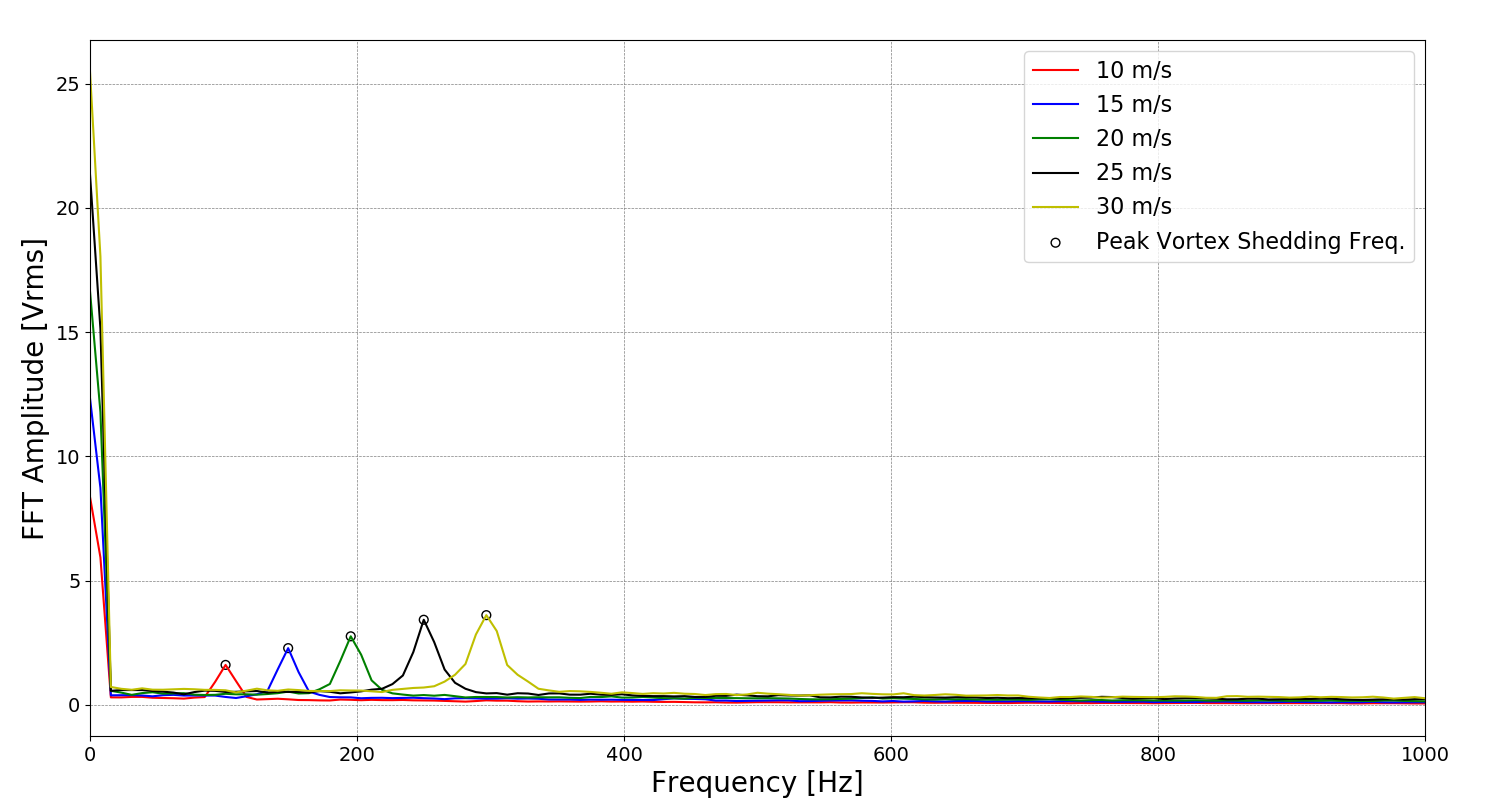 FFT Amplitude [Vrms]
25
20
15
10
5
0
10 m/s
15 m/s
20 m/s
25 m/s
30 m/s
Peak Vortex Shedding Freq.
0 200 400 600 800 1000
Frequency [Hz]